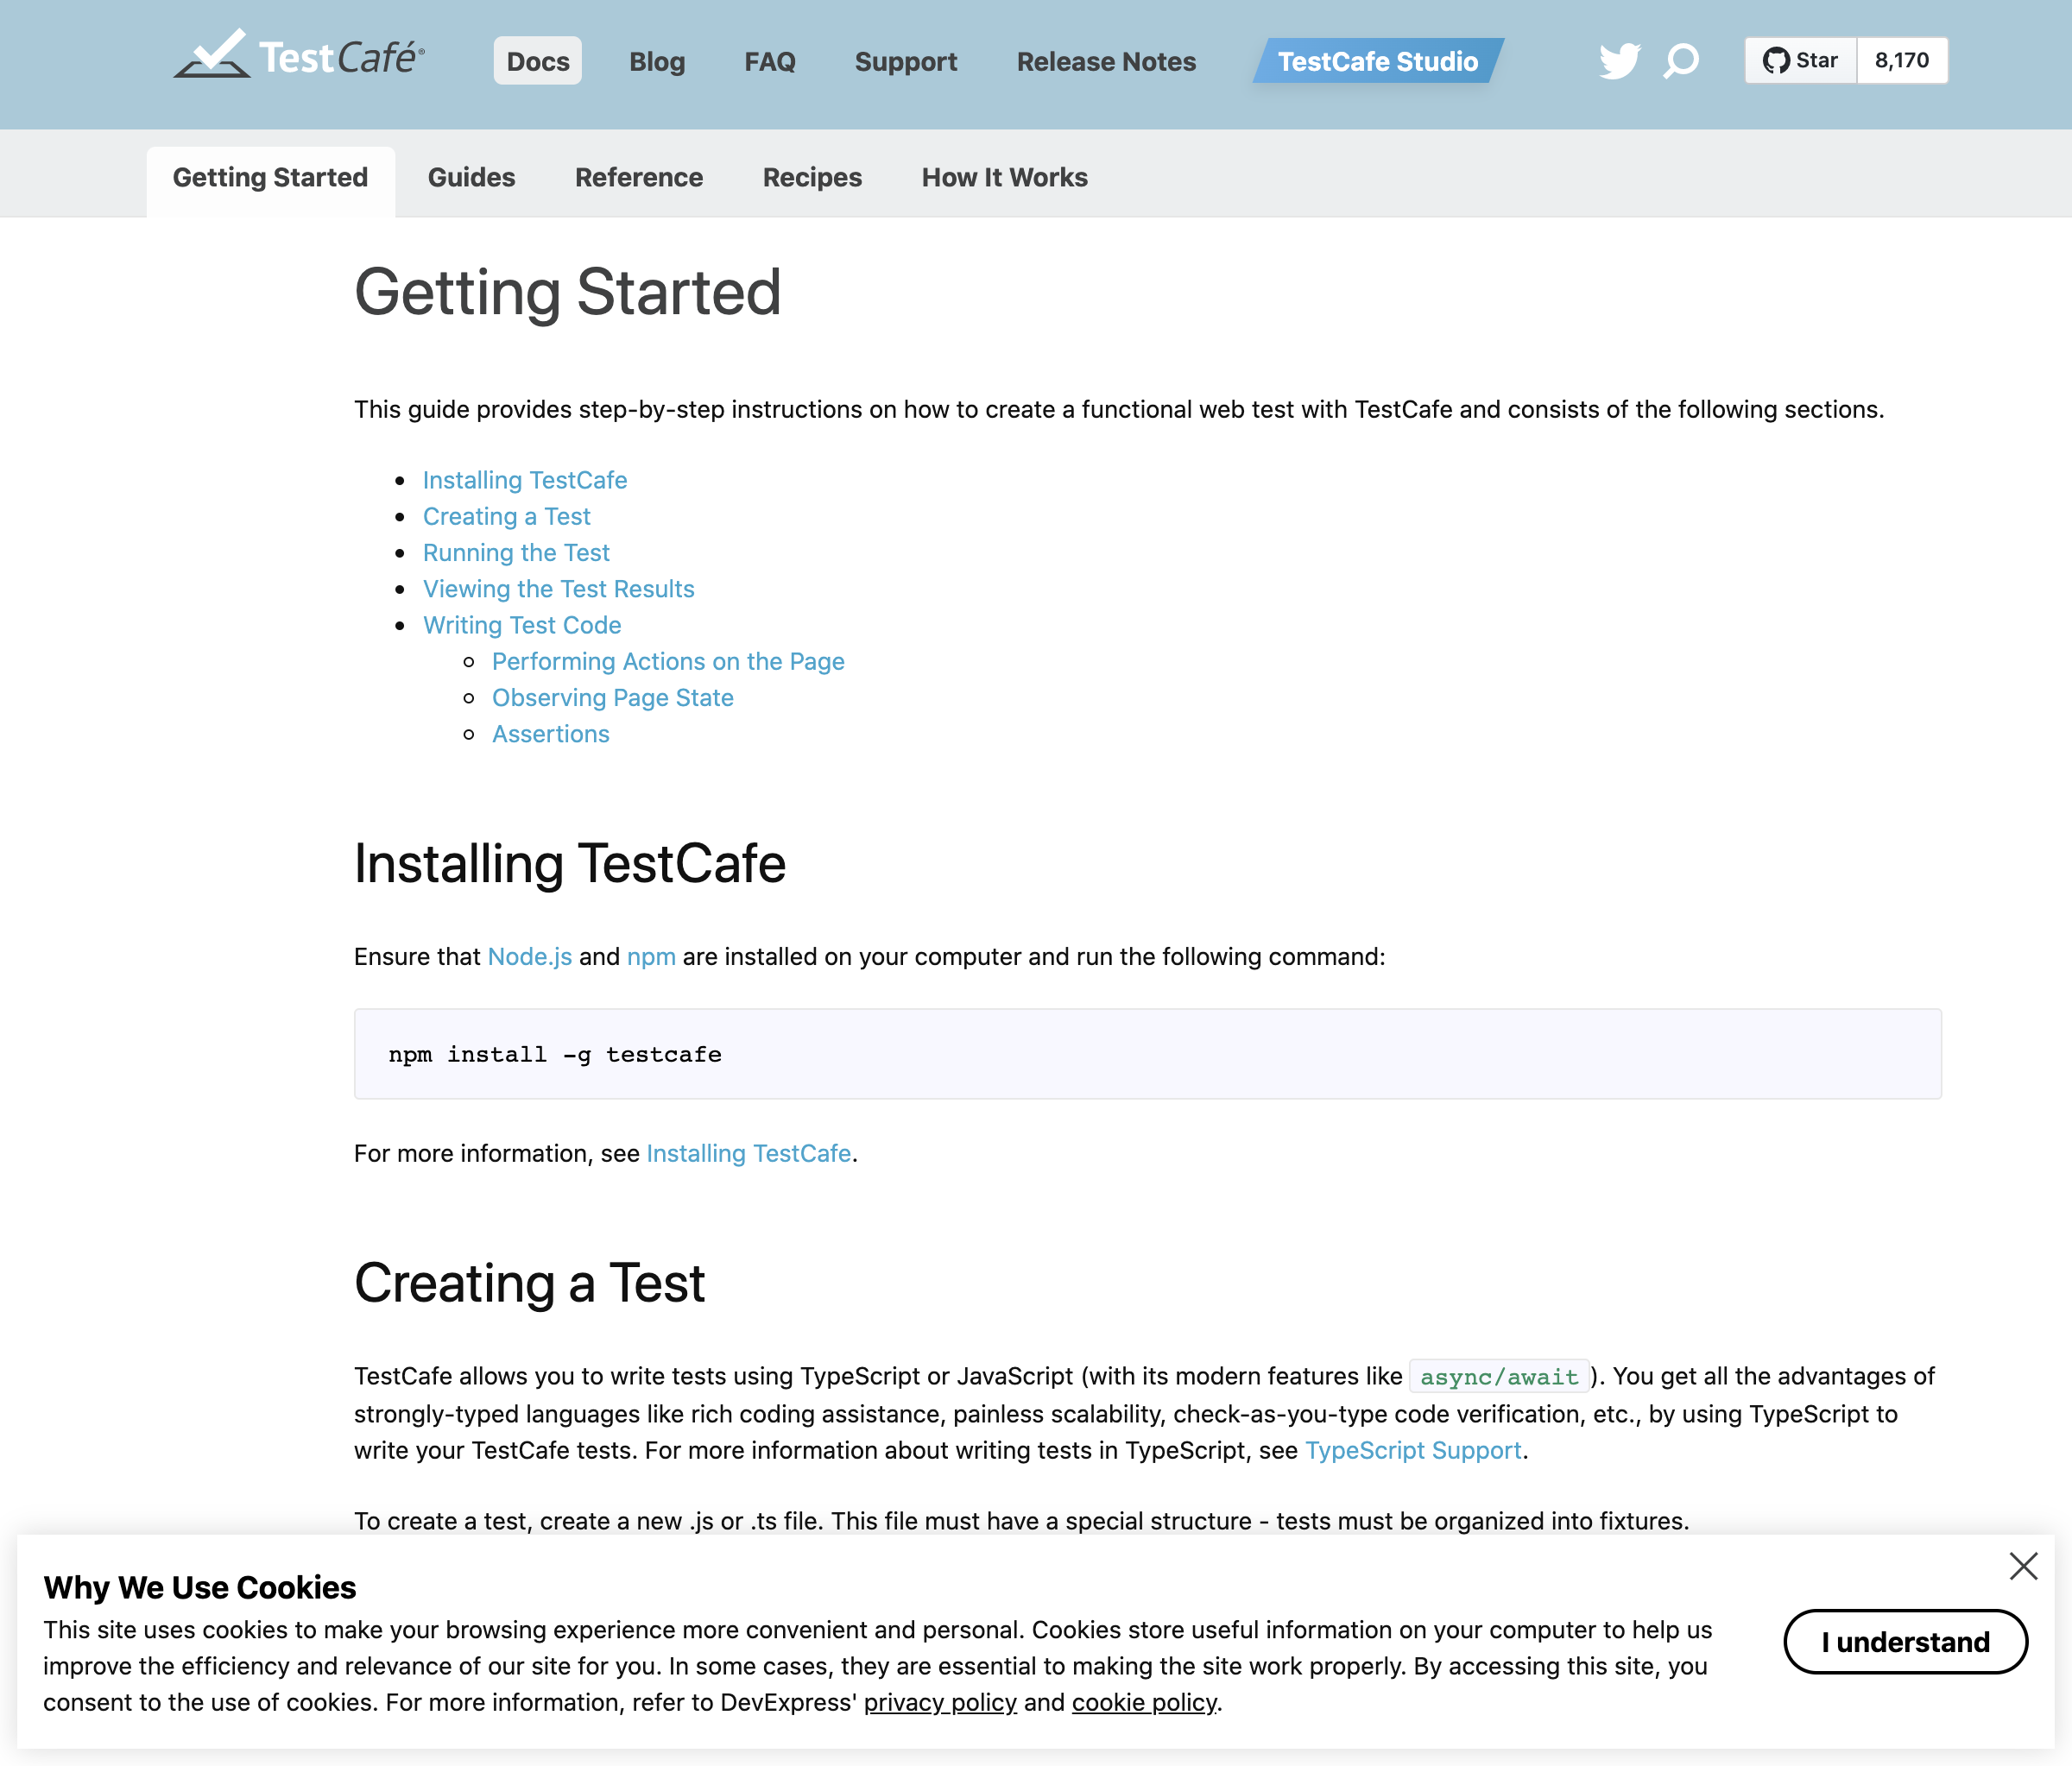 TestCafé®
Docs
Blog
FAQ
Support
Release Notes
TestCafe Studio
Star
8,170
Getting Started
Guides
Reference
Recipes
How It Works
Getting Started
This guide provides step-by-step instructions on how to create a functional web test with TestCafe and consists of the following sections.
Installing TestCafe
Creating a Test
Running the Test
Viewing the Test Results
Writing Test Code
Performing Actions on the Page
Observing Page State
Assertions
Installing TestCafe
Ensure that Node.js and npm are installed on your computer and run the following command:
npm install -g testcafe
For more information, see Installing TestCafe.
Creating a Test
TestCafe allows you to write tests using TypeScript or JavaScript (with its modern features like async/await ). You get all the advantages of
strongly-typed languages like rich coding assistance, painless scalability, check-as-you-type code verification, etc., by using TypeScript to
write your TestCafe tests. For more information about writing tests in TypeScript, see TypeScript Support.
To create a test, create a new .js or .ts file. This file must have a special structure - tests must be organized into fixtures.
Why We Use Cookies
This site uses cookies to make your browsing experience more convenient and personal. Cookies store useful information on your computer to help us
improve the efficiency and relevance of our site for you. In some cases, they are essential to making the site work properly. By accessing this site, you
consent to the use of cookies. For more information, refer to DevExpress' privacy policy and cookie policy.
I understand